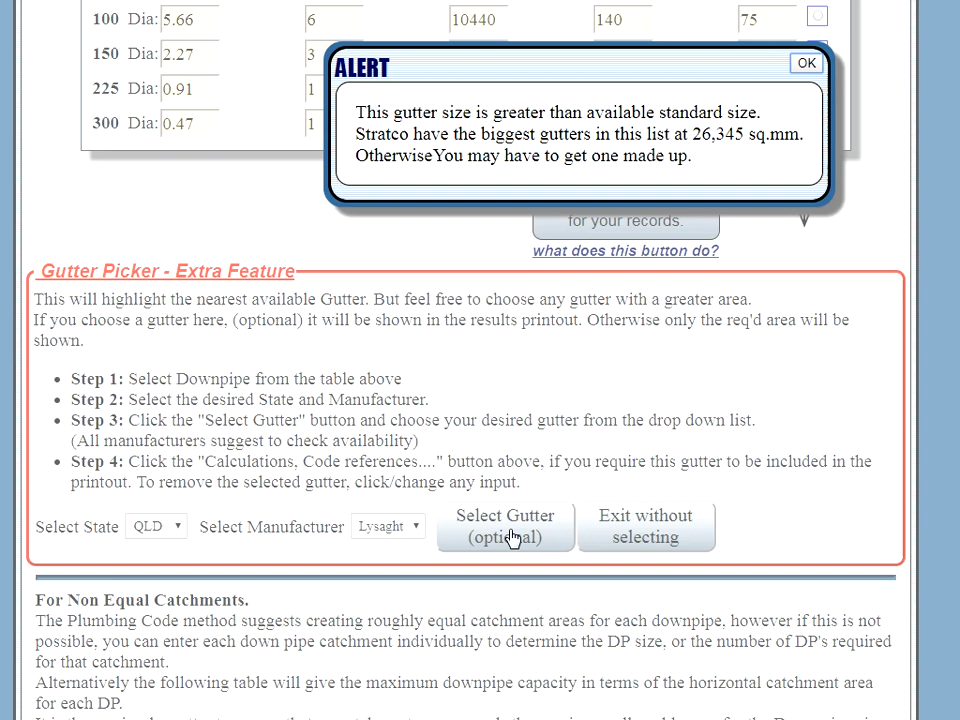 100 Dia: 5.66 6 10440 140 75
150 Dia: 2.27 3
225 Dia: 0.91 1
300 Dia: 0.47 1
ALERT OK
This gutter size is greater than available standard size.
Stratco have the biggest gutters in this list at 26,345 sq.mm.
OtherwiseYou may have to get one made up.
for your records.
what does this button do?
Gutter Picker - Extra Feature
This will highlight the nearest available Gutter. But feel free to choose any gutter with a greater area.
If you choose a gutter here, (optional) it will be shown in the results printout. Otherwise only the req'd area will be
shown.
• Step 1: Select Downpipe from the table above
• Step 2: Select the desired State and Manufacturer.
• Step 3: Click the "Select Gutter" button and choose your desired gutter from the drop down list.
(All manufacturers suggest to check availability)
• Step 4: Click the "Calculations, Code references...." button above, if you require this gutter to be included in the
printout. To remove the selected gutter, click/change any input.
Select State QLD Select Manufacturer Lysaght
Select Gutter
(optional)
Exit without
selecting
For Non Equal Catchments.
The Plumbing Code method suggests creating roughly equal catchment areas for each downpipe, however if this is not
possible, you can enter each down pipe catchment individually to determine the DP size, or the number of DP's required
for that catchment.
Alternatively the following table will give the maximum downpipe capacity in terms of the horizontal catchment area
for each DP.